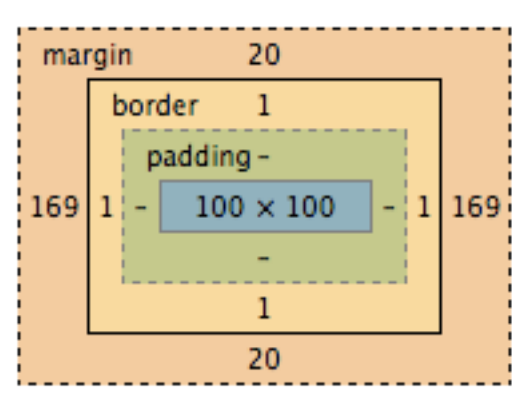 margin 20
border 1
padding -
169 1 - 100 × 100 - 1 169
-
1
20